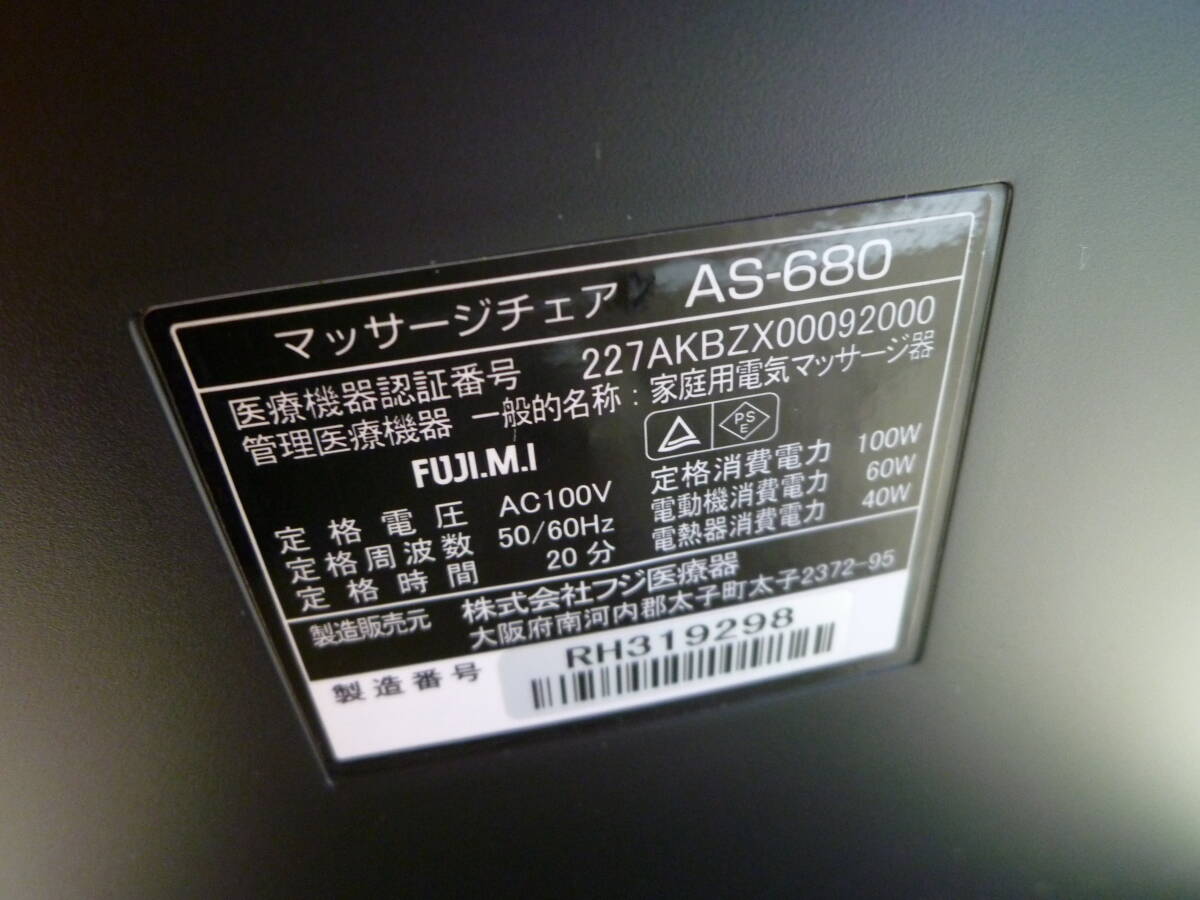 マッサージチェア AS-680
医療機器認証番号 227AKBZX00092000
管理医療機器 一般的名称：家庭用電気マッサージ器
FUJI.M.I
PS
E
定格電圧 AC100V
定格周波数 50/60Hz
定格時間 20分
定格消費電力 100W
電動機消費電力 60W
電熱器消費電力 40W
製造販売元 株式会社フジ医療器
大阪府南河内郡太子町太子2372-95
製造番号 RH319298